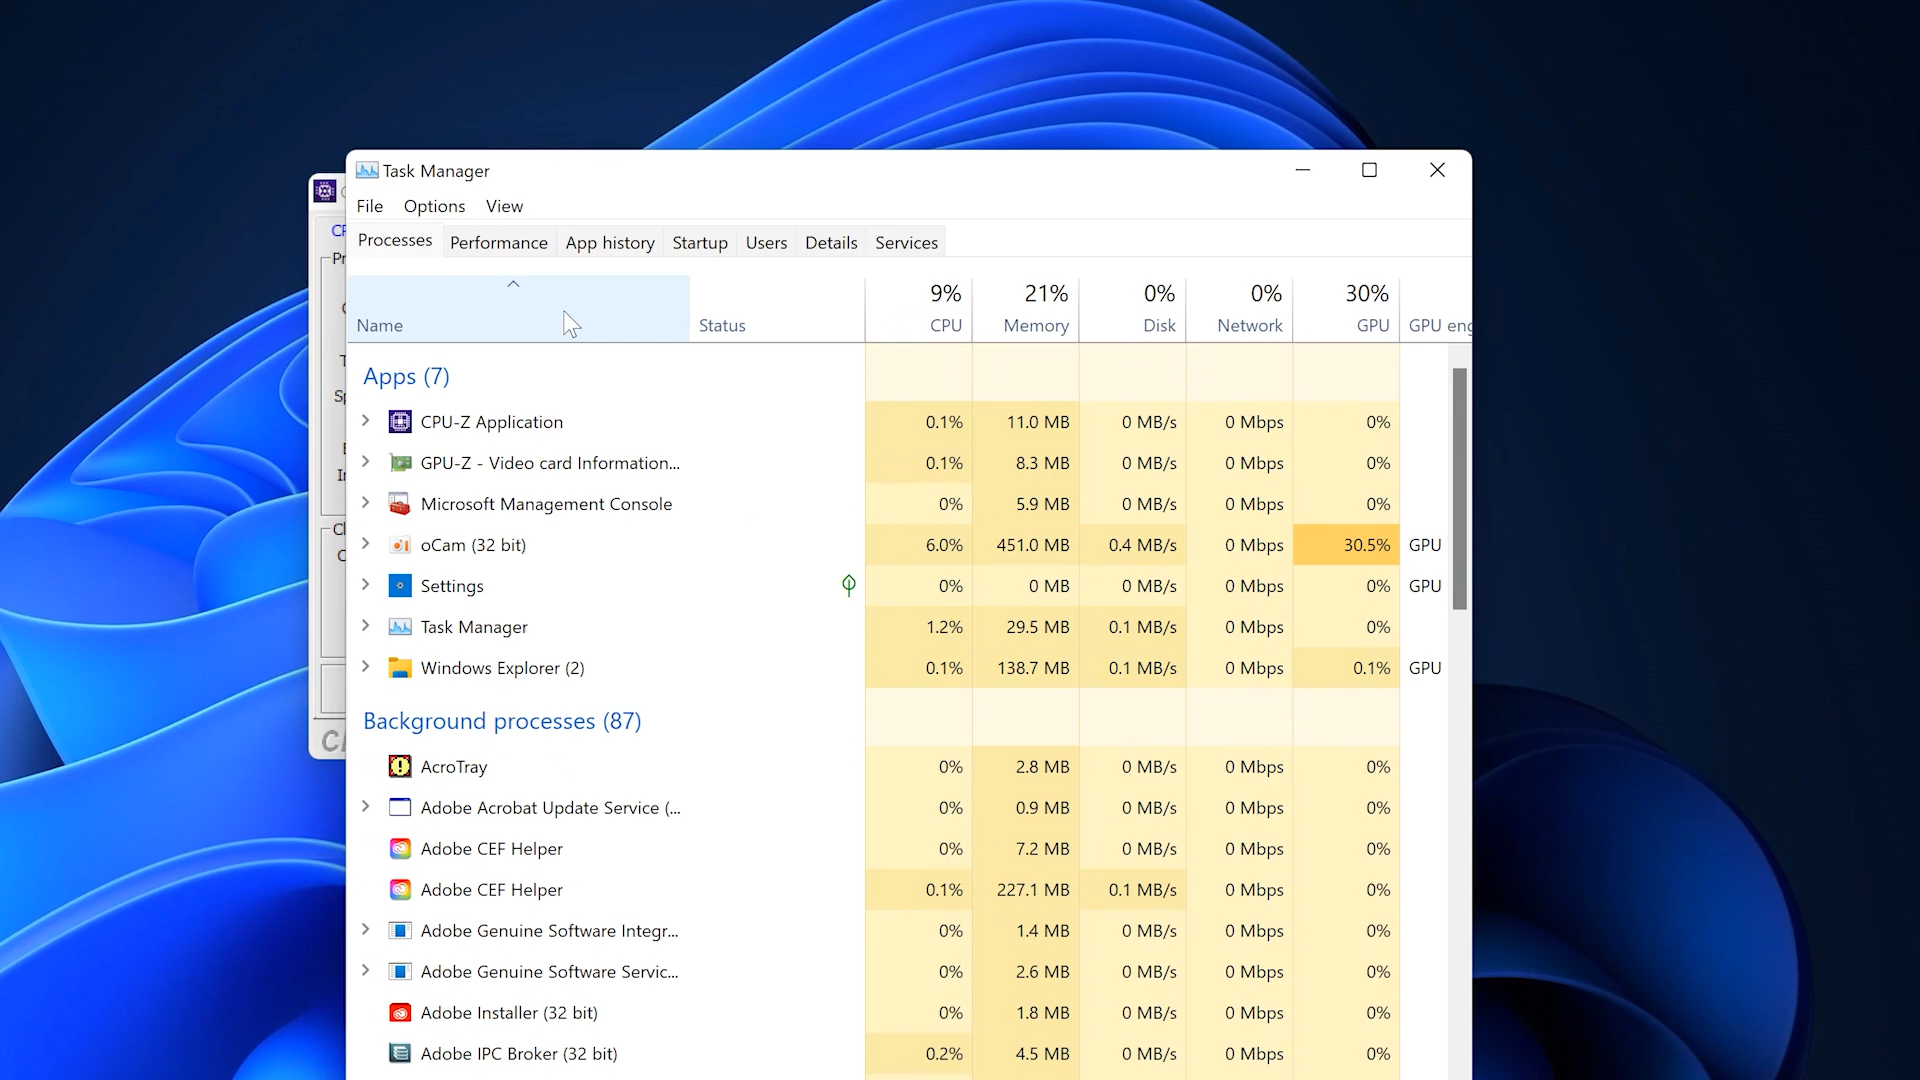 Task Manager
File Options View
Processes Performance App history Startup Users Details Services
9% 21% 0% 0% 30%
Name Status CPU Memory Disk Network GPU GPU eng
Apps (7)
CPU-Z Application 0.1% 11.0 MB 0 MB/s 0 Mbps 0%
GPU-Z - Video card Information... 0.1% 8.3 MB 0 MB/s 0 Mbps 0%
Microsoft Management Console 0% 5.9 MB 0 MB/s 0 Mbps 0%
oCam (32 bit) 6.0% 451.0 MB 0.4 MB/s 0 Mbps 30.5% GPU
Settings 0% 0 MB 0 MB/s 0 Mbps 0% GPU
Task Manager 1.2% 29.5 MB 0.1 MB/s 0 Mbps 0%
Windows Explorer (2) 0.1% 138.7 MB 0.1 MB/s 0 Mbps 0.1% GPU
Background processes (87)
AcroTray 0% 2.8 MB 0 MB/s 0 Mbps 0%
Adobe Acrobat Update Service (... 0% 0.9 MB 0 MB/s 0 Mbps 0%
Adobe CEF Helper 0% 7.2 MB 0 MB/s 0 Mbps 0%
Adobe CEF Helper 0.1% 227.1 MB 0.1 MB/s 0 Mbps 0%
Adobe Genuine Software Integr... 0% 1.4 MB 0 MB/s 0 Mbps 0%
Adobe Genuine Software Servic... 0% 2.6 MB 0 MB/s 0 Mbps 0%
Adobe Installer (32 bit) 0% 1.8 MB 0 MB/s 0 Mbps 0%
Adobe IPC Broker (32 bit) 0.2% 4.5 MB 0 MB/s 0 Mbps 0%